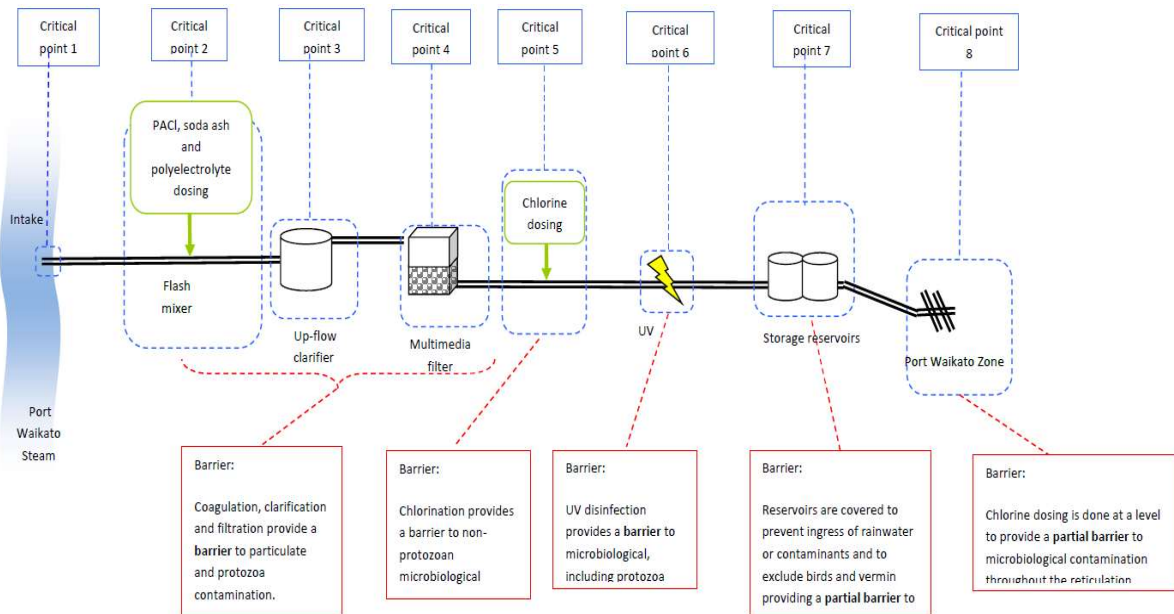 Critical
point 1
Critical
point 2
Critical
point 3
Critical
point 4
Critical
point 5
Critical
point 6
Critical
point 7
Critical point
8
PACl, soda ash
and
polyelectrolyte
dosing
Chlorine
dosing
Intake
Flash
mixer
Up-flow
clarifier
Multimedia
filter
UV
Storage reservoirs
Port Waikato Zone
Port
Waikato
Steam
Barrier:
Coagulation, clarification
and filtration provide a
barrier to particulate
and protozoa
contamination.
Barrier:
Chlorination provides
a barrier to non-
protozoan
microbiological
Barrier:
UV disinfection
provides a barrier to
microbiological,
including protozoa
Barrier:
Reservoirs are covered to
prevent ingress of rainwater
or contaminants and to
exclude birds and vermin
providing a partial barrier to
Barrier:
Chlorine dosing is done at a level
to provide a partial barrier to
microbiological contamination
throughout the reticulation